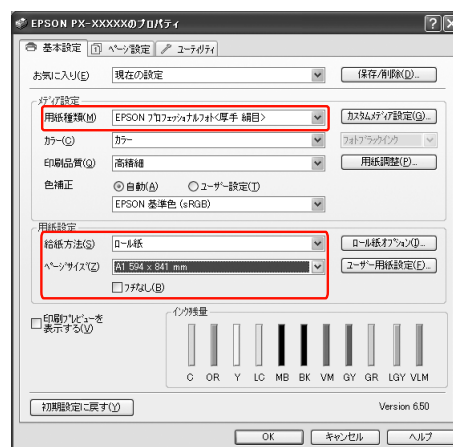 EPSON PX-XXXXXのプロパティ
基本設定 ページ設定 ユーティリティ
お気に入り(E) 現在の設定 保存/削除(D)...
メディア設定
用紙種類(M) EPSON プロフェッショナルフォト<厚手 絹目> カスタムメディア設定(G)...
カラー(C) カラー フォトブラックインク
印刷品質(Q) 高精細 用紙調整(P)...
色補正 自動(A) ユーザー設定(T)
EPSON 基準色 (sRGB)
用紙設定
給紙方法(S) ロール紙 ロール紙オプション(I)...
ページサイズ(Z) A1 594 x 841 mm ユーザー用紙設定(F)...
フチなし(B)
印刷プレビューを
表示する(V)
インク残量
C OR Y LC MB BK VM GY GR LGY VLM
初期設定に戻す(Y) Version 6.50
OK キャンセル ヘルプ